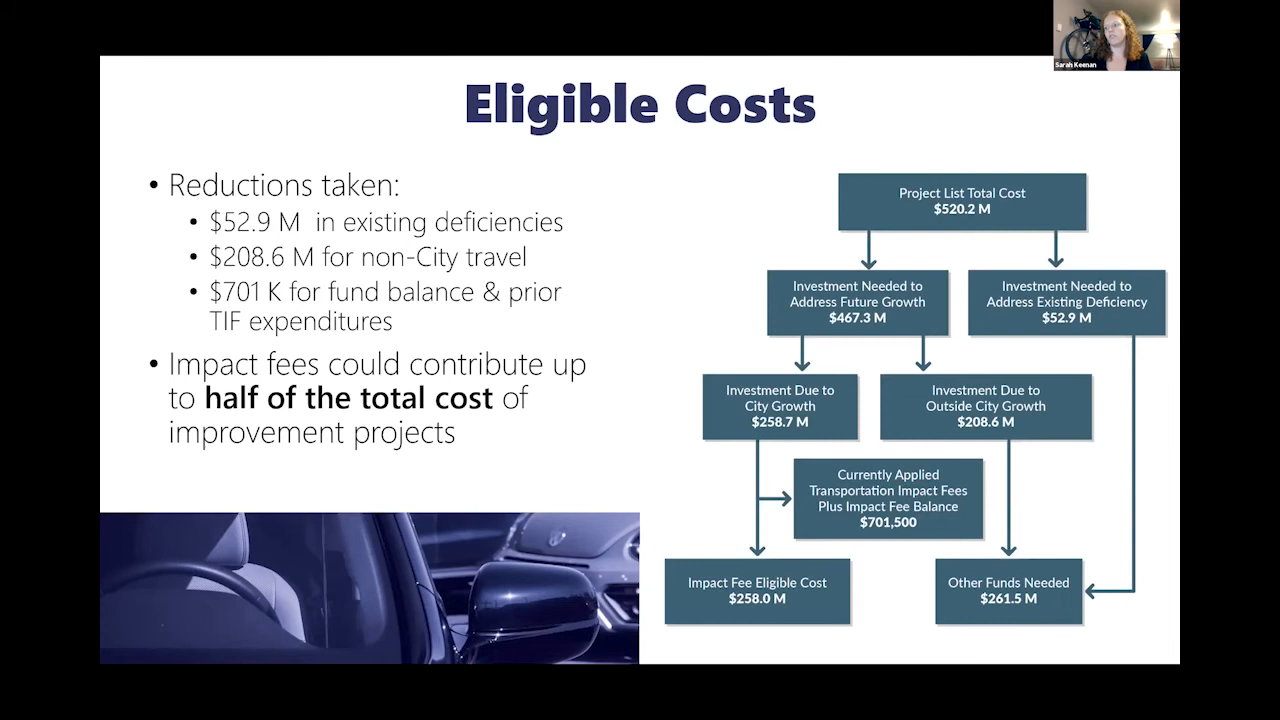 Sarah Keenan
Eligible Costs
• Reductions taken:
• $52.9 M in existing deficiencies
• $208.6 M for non-City travel
• $701 K for fund balance & prior
TIF expenditures
• Impact fees could contribute up
to half of the total cost of
improvement projects
Project List Total Cost
$520.2 M
Investment Needed to
Address Future Growth
$467.3 M
Investment Needed to
Address Existing Deficiency
$52.9 M
Investment Due to
City Growth
$258.7 M
Investment Due to
Outside City Growth
$208.6 M
Currently Applied
Transportation Impact Fees
Plus Impact Fee Balance
$701,500
Impact Fee Eligible Cost
$258.0 M
Other Funds Needed
$261.5 M